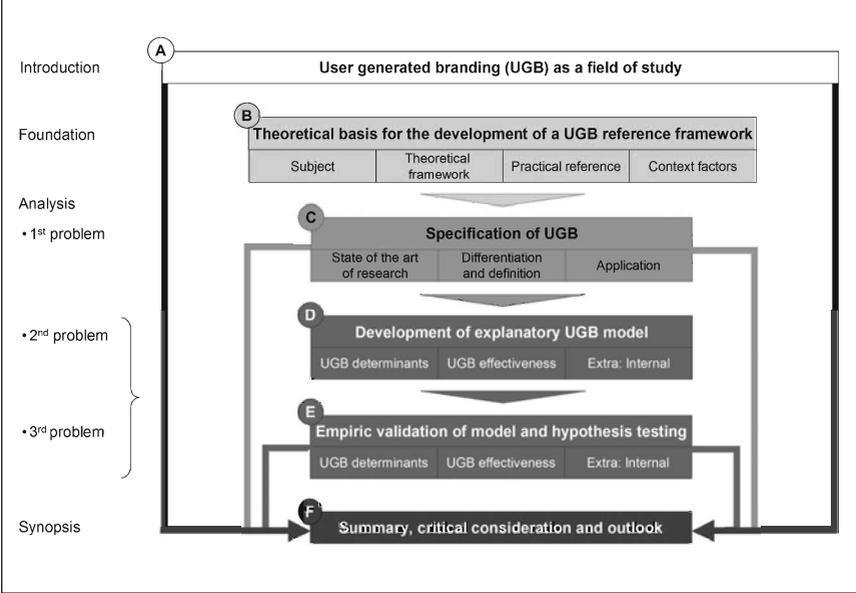 A
Introduction
User generated branding (UGB) as a field of study
B
Foundation
Theoretical basis for the development of a UGB reference framework
Subject
Theoretical
framework
Practical reference
Context factors
Analysis
• 1st problem
C
Specification of UGB
State of the art
of research
Differentiation
and definition
Application
• 2nd problem
D
Development of explanatory UGB model
UGB determinants
UGB effectiveness
Extra: Internal
• 3rd problem
E
Empiric validation of model and hypothesis testing
UGB determinants
UGB effectiveness
Extra: Internal
Synopsis
F
Summary, critical consideration and outlook